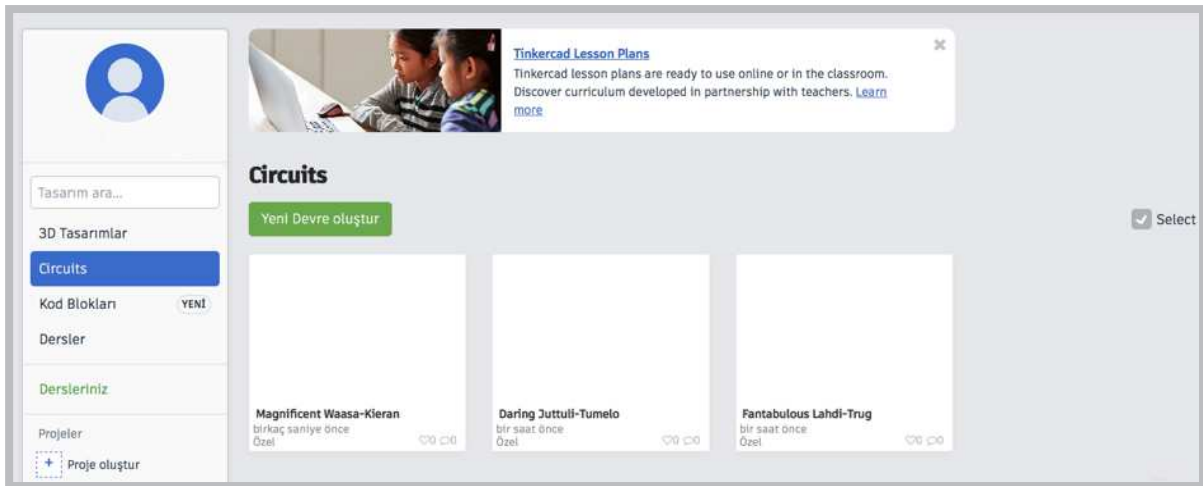 Tinkercad Lesson Plans
Tinkercad lesson plans are ready to use online or in the classroom.
Discover curriculum developed in partnership with teachers. Learn
more
Tasarım ara...
3D Tasarımlar
Circuits
Kod Blokları YENİ
Dersler
Dersleriniz
Projeler
+ Proje oluştur
Circuits
Yeni Devre oluştur
Select
Magnificent Waasa-Kieran
birkaç saniye önce
Özel 0 0
Daring Juttuli-Tumelo
bir saat önce
Özel 0 0
Fantabulous Lahdi-Trug
bir saat önce
Özel 0 0